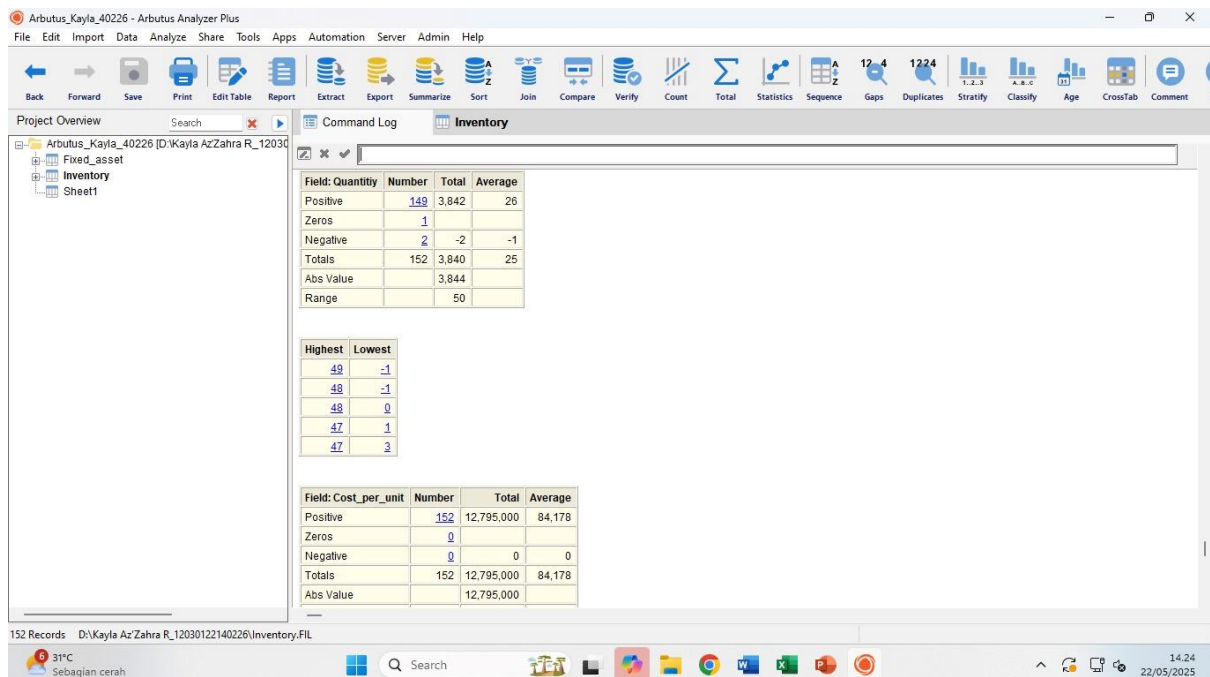 Arbutus_Kayla_40226 - Arbutus Analyzer Plus
File Edit Import Data Analyze Share Tools Apps Automation Server Admin Help
Back Forward Save Print Edit Table Report Extract Export Summarize Sort Join Compare Verify Count Total Statistics Sequence Gaps Duplicates Stratify Classify Age CrossTab Comment
Project Overview Search
Command Log Inventory
Arbutus_Kayla_40226 [D:\Kayla Az'Zahra R_12030
Fixed_asset
Inventory
Sheet1
Field: Quantitiy Number Total Average
Positive 149 3,842 26
Zeros 1
Negative 2 -2 -1
Totals 152 3,840 25
Abs Value 3,844
Range 50
Highest Lowest
49 -1
48 -1
48 0
47 1
47 3
Field: Cost_per_unit Number Total Average
Positive 152 12,795,000 84,178
Zeros 0
Negative 0 0 0
Totals 152 12,795,000 84,178
Abs Value 12,795,000
152 Records D:\Kayla Az'Zahra R_12030122140226\Inventory.FIL
6 31°C
Sebagian cerah
Search
14.24
22/05/2025